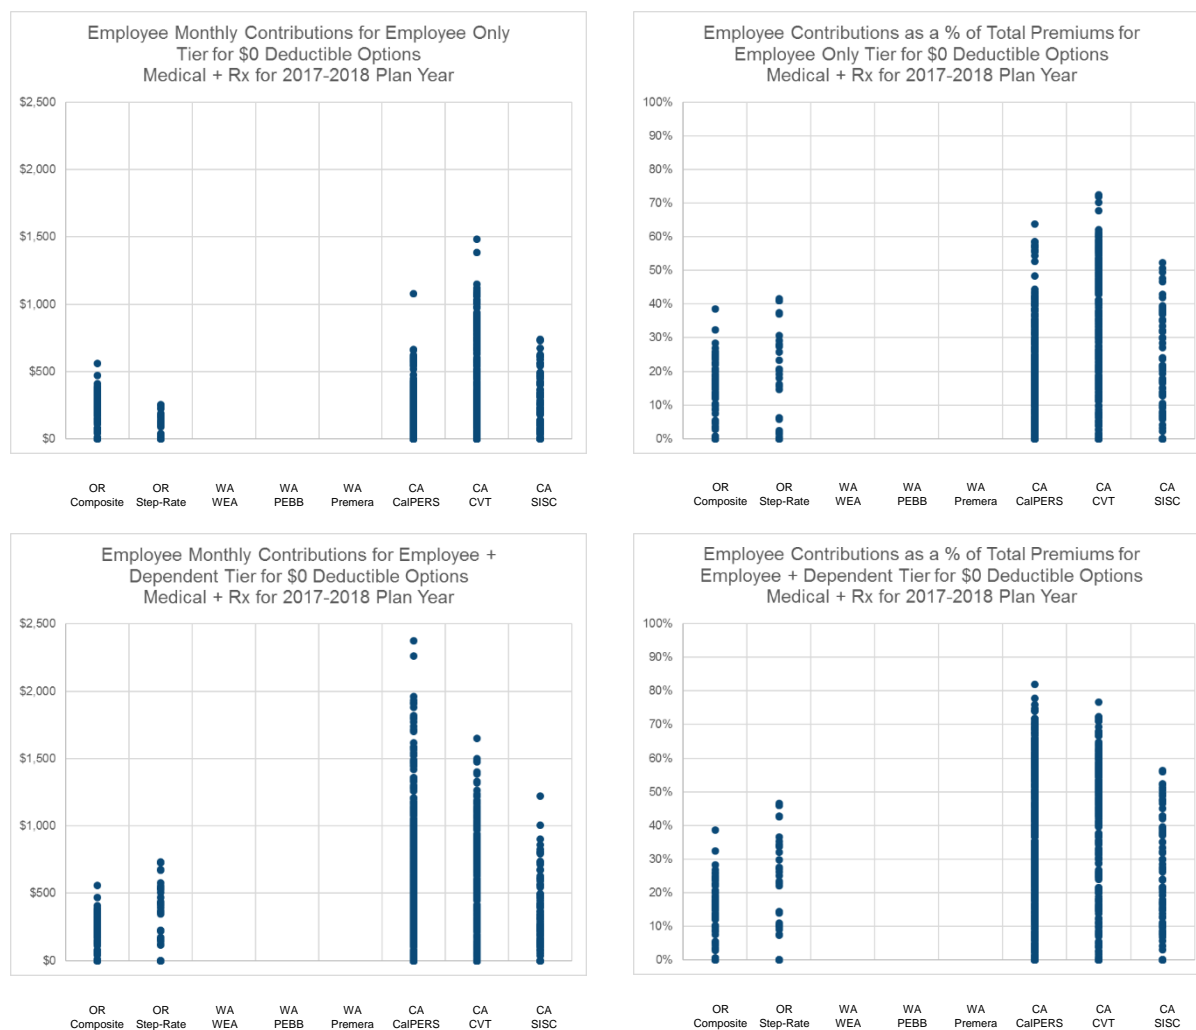 Employee Monthly Contributions for Employee Only
Tier for $0 Deductible Options
Medical + Rx for 2017-2018 Plan Year
$2,500
$2,000
$1,500
$1,000
$500
$0
OR
Composite
OR
Step-Rate
WA
WEA
WA
PEBB
WA
Premera
CA
CalPERS
CA
CVT
CA
SISC
Employee Contributions as a % of Total Premiums for
Employee Only Tier for $0 Deductible Options
Medical + Rx for 2017-2018 Plan Year
100%
90%
80%
70%
60%
50%
40%
30%
20%
10%
0%
OR
Composite
OR
Step-Rate
WA
WEA
WA
PEBB
WA
Premera
CA
CalPERS
CA
CVT
CA
SISC
Employee Monthly Contributions for Employee +
Dependent Tier for $0 Deductible Options
Medical + Rx for 2017-2018 Plan Year
$2,500
$2,000
$1,500
$1,000
$500
$0
OR
Composite
OR
Step-Rate
WA
WEA
WA
PEBB
WA
Premera
CA
CalPERS
CA
CVT
CA
SISC
Employee Contributions as a % of Total Premiums for
Employee + Dependent Tier for $0 Deductible Options
Medical + Rx for 2017-2018 Plan Year
100%
90%
80%
70%
60%
50%
40%
30%
20%
10%
0%
OR
Composite
OR
Step-Rate
WA
WEA
WA
PEBB
WA
Premera
CA
CalPERS
CA
CVT
CA
SISC